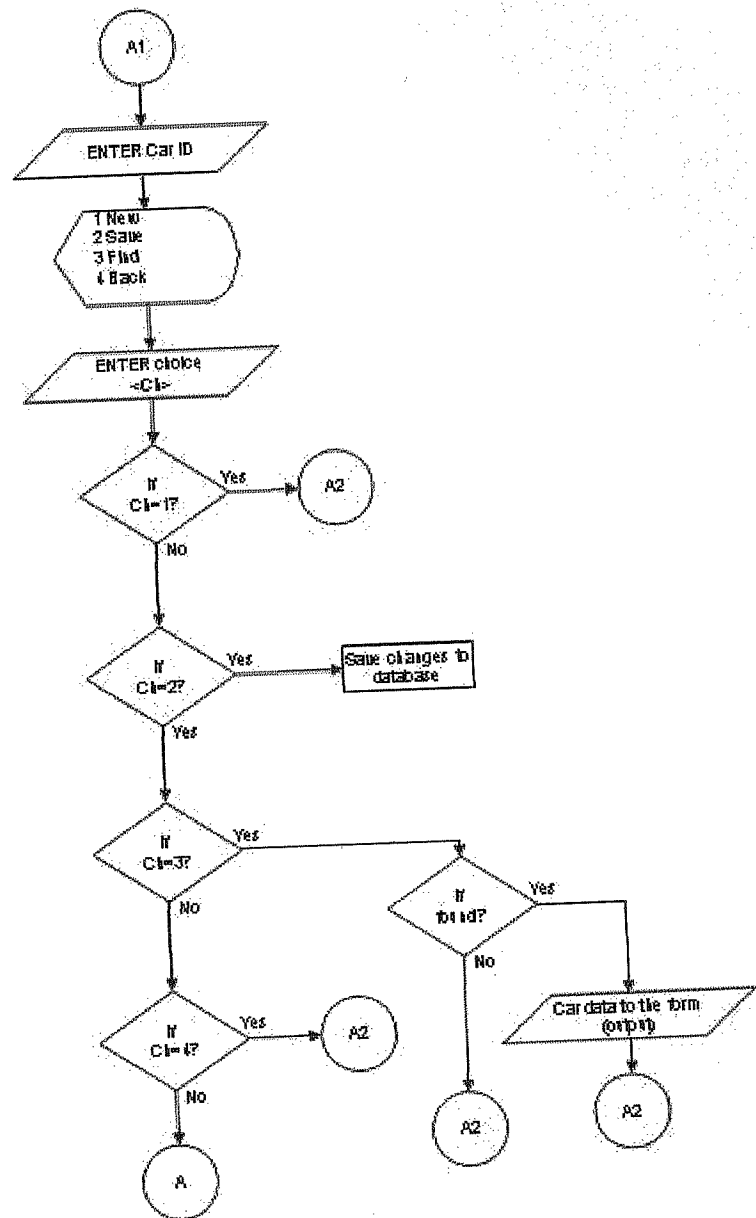 A1
ENTER Car ID
1 New
2 Save
3 Find
4 Back
ENTER choice
<Ch>
If
Ch=1?
Yes
No
A2
If
Ch=2?
Yes
Yes
Save changes to
database
If
Ch=3?
Yes
No
If
found?
Yes
No
Car data to the form
(output)
A2
A2
If
Ch=4?
Yes
No
A2
A